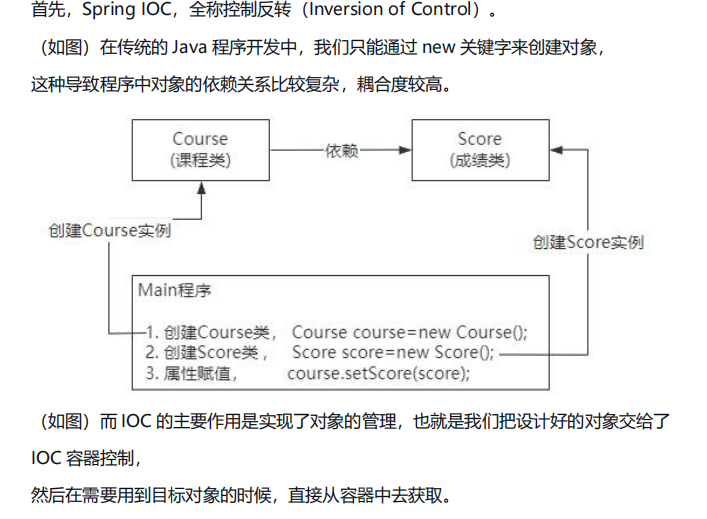 首先，Spring IOC，全称控制反转（Inversion of Control）。
（如图）在传统的 Java 程序开发中，我们只能通过 new 关键字来创建对象，
这种导致程序中对象的依赖关系比较复杂，耦合度较高。
Course
(课程类)
依赖
Score
(成绩类)
创建Course实例
创建Score实例
Main程序
1. 创建Course类， Course course=new Course();
2. 创建Score类 ， Score score=new Score();
3. 属性赋值， course.setScore(score);
（如图）而 IOC 的主要作用是实现了对象的管理，也就是我们把设计好的对象交给了
IOC 容器控制，
然后在需要用到目标对象的时候，直接从容器中去获取。